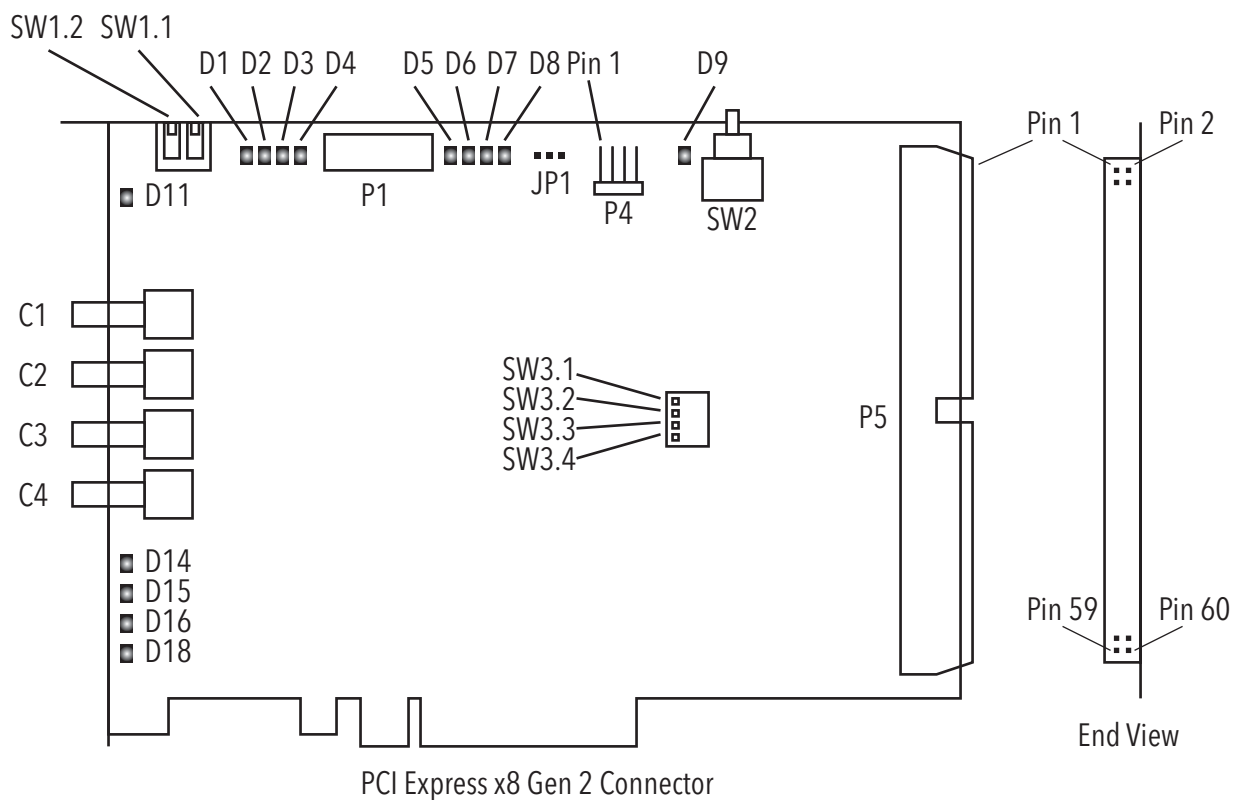 SW1.2 SW1.1
D1 D2 D3 D4 D5 D6 D7 D8 Pin 1 D9
Pin 1 Pin 2
D11 P1 JP1 P4 SW2
C1
C2
C3
C4
SW3.1
SW3.2
SW3.3
SW3.4
P5
D14
D15
D16
D18
Pin 59 Pin 60
End View
PCI Express x8 Gen 2 Connector